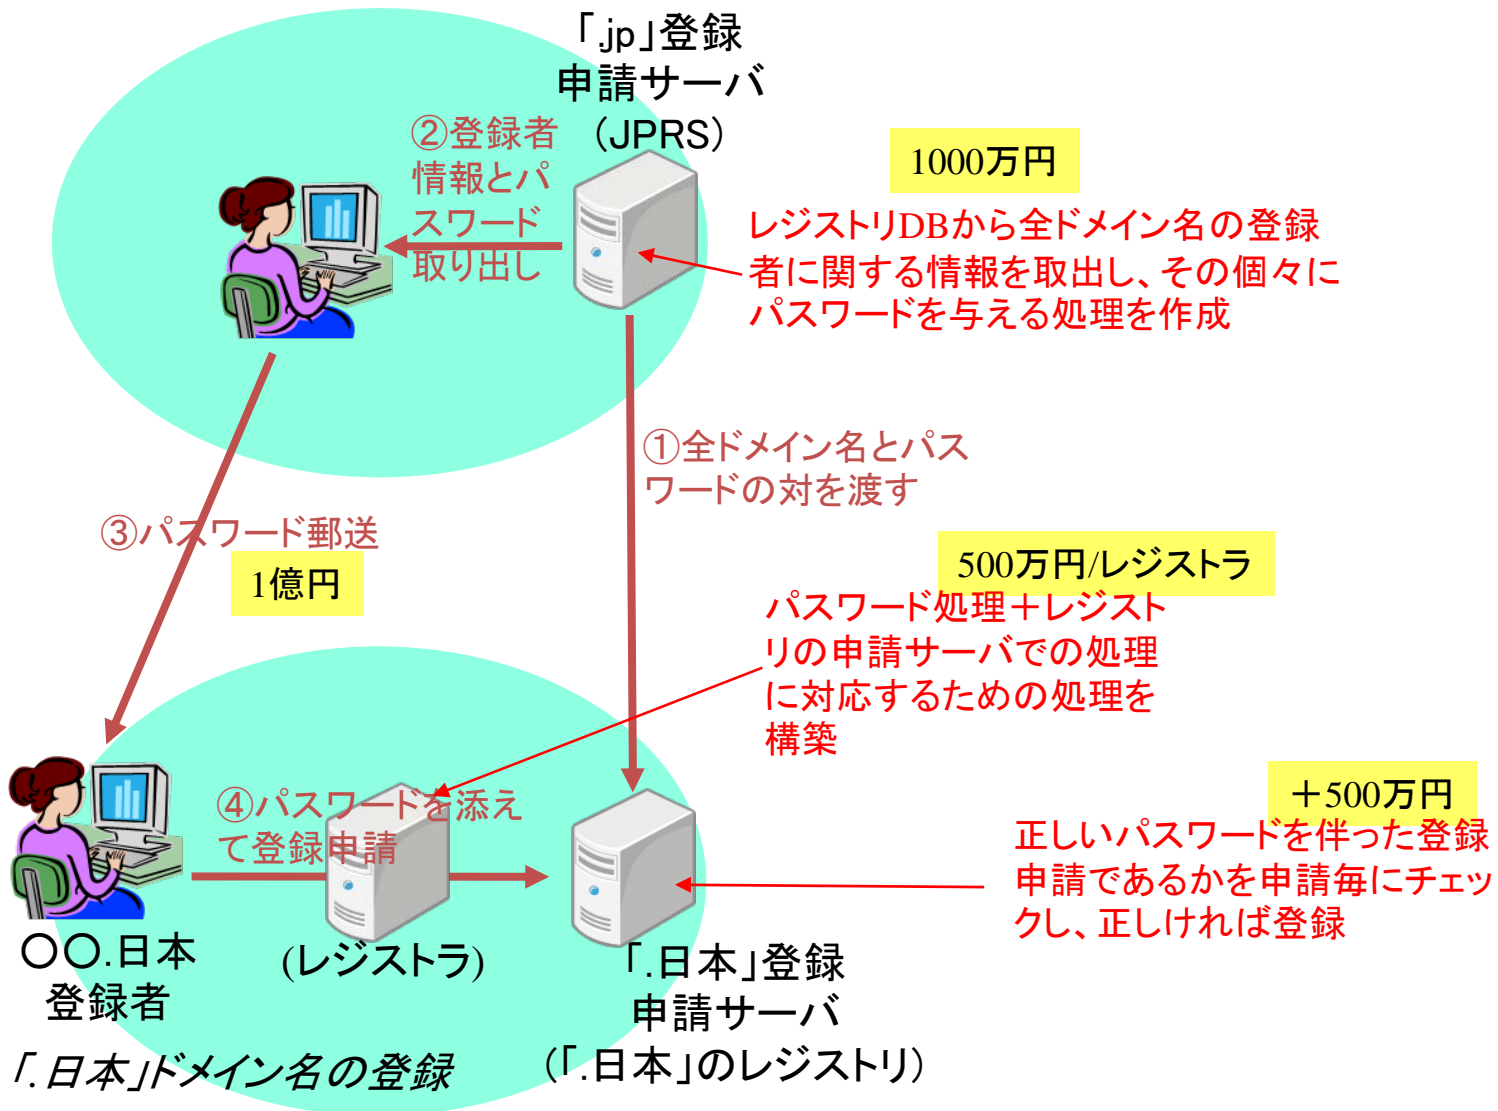 「.jp」登録
申請サーバ
（JPRS）
②登録者
情報とパ
スワード
取り出し
1000万円
レジストリDBから全ドメイン名の登録
者に関する情報を取出し、その個々に
パスワードを与える処理を作成
①全ドメイン名とパス
ワードの対を渡す
③パスワード郵送
1億円
500万円/レジストラ
パスワード処理＋レジスト
リの申請サーバでの処理
に対応するための処理を
構築
＋500万円
正しいパスワードを伴った登録
申請であるかを申請毎にチェッ
クし、正しければ登録
④パスワードを添え
て登録申請
〇〇.日本
登録者
(レジストラ)
「.日本」登録
申請サーバ
（「.日本」のレジストリ）
「.日本」ドメイン名の登録